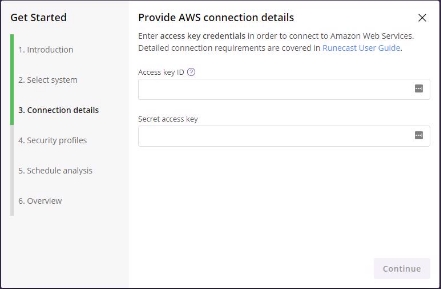 Get Started
1. Introduction
2. Select system
3. Connection details
4. Security profiles
5. Schedule analysis
6. Overview
Provide AWS connection details
Enter access key credentials in order to connect to Amazon Web Services.
Detailed connection requirements are covered in Runecast User Guide.
Access key ID ?
Secret access key
Continue